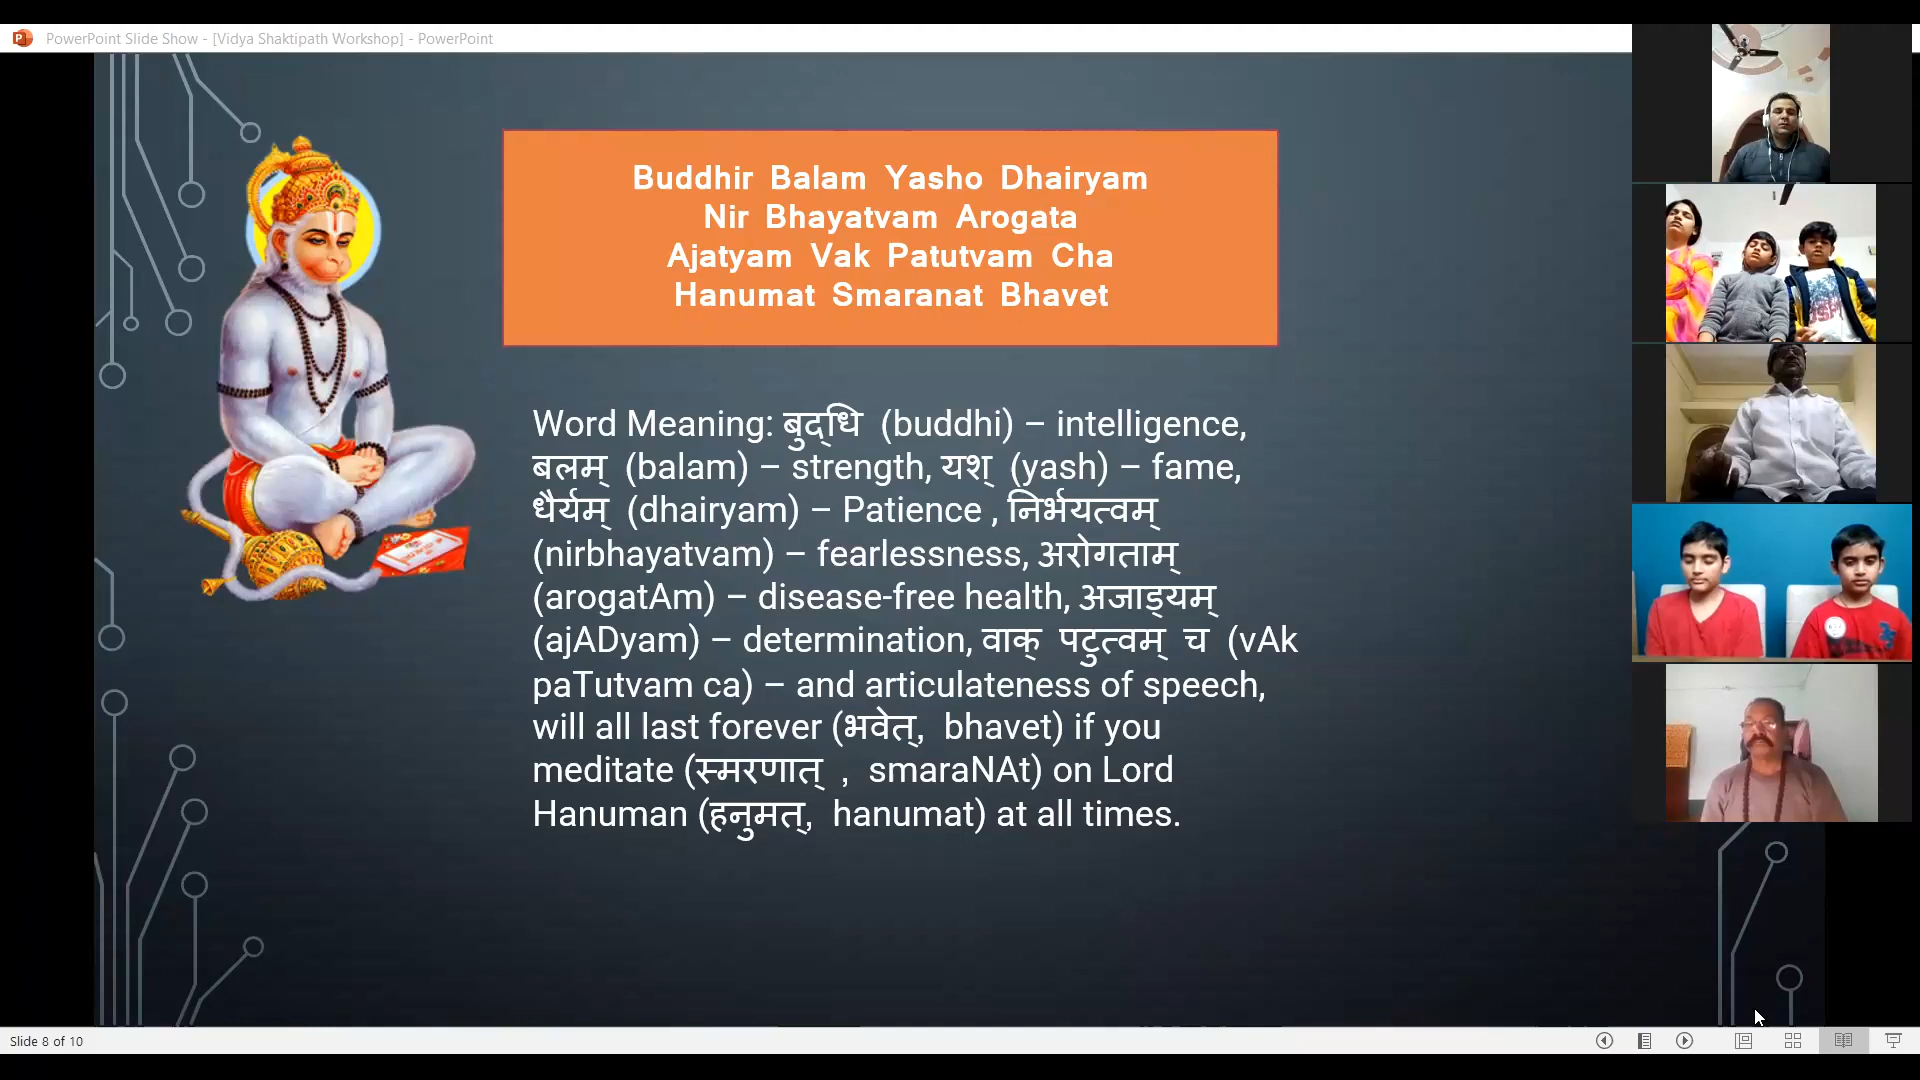 PowerPoint Slide Show - [Vidya Shaktipath Workshop] - PowerPoint
Buddhir Balam Yasho Dhairyam
Nir Bhayatvam Arogata
Ajatyam Vak Patutvam Cha
Hanumat Smaranat Bhavet
Word Meaning: बुद्धि (buddhi) – intelligence,
बलम् (balam) – strength, यश् (yash) – fame,
धैर्यम् (dhairyam) – Patience , निर्भयत्वम्
(nirbhayatvam) – fearlessness, अरोगताम्
(arogatAm) – disease-free health, अजाड्यम्
(ajADyam) – determination, वाक् पटुत्वम् च (vAk
paTutvam ca) – and articulateness of speech,
will all last forever (भवेत्, bhavet) if you
meditate (स्मरणात् , smaraNAt) on Lord
Hanuman (हनुमत्, hanumat) at all times.
Slide 8 of 10